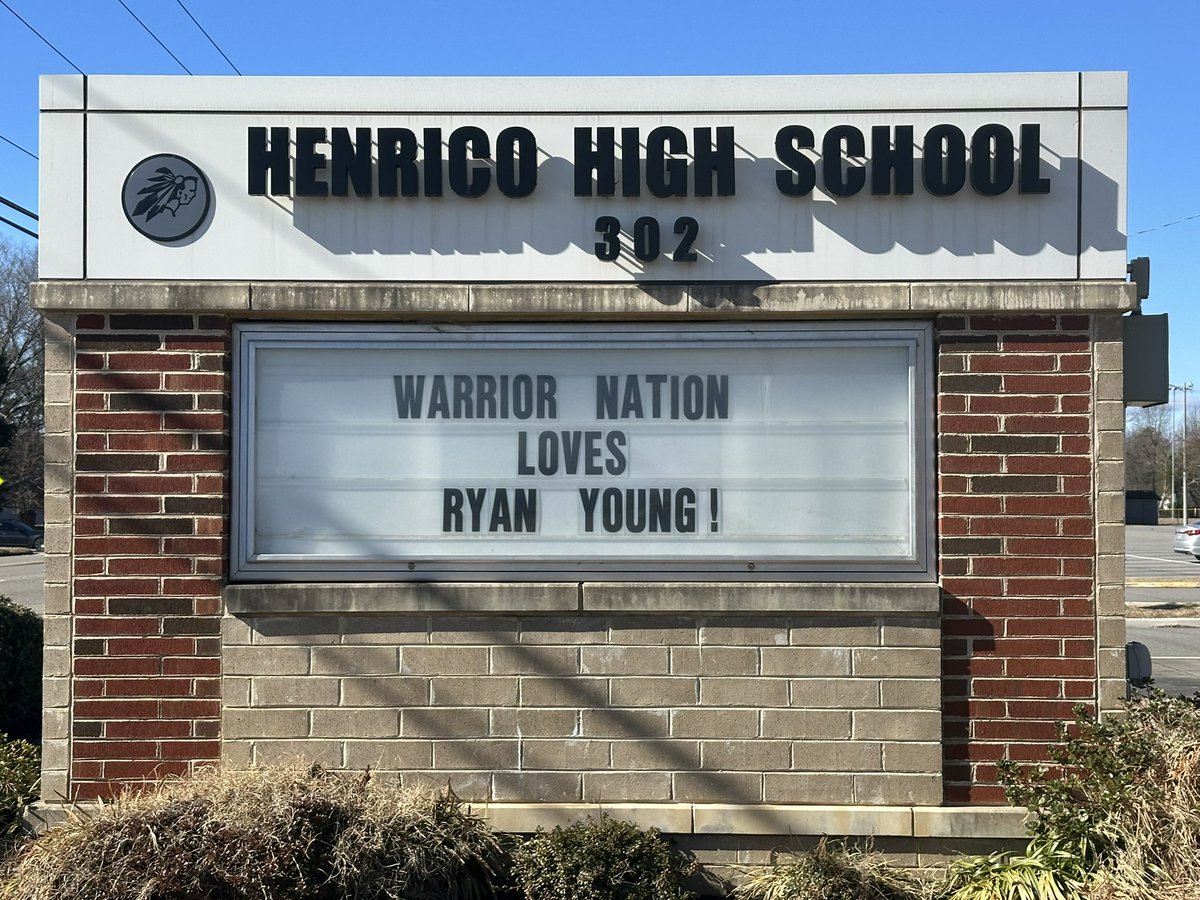 HENRICO HIGH SCHOOL
302
WARRIOR NATION
LOVES
RYAN YOUNG!